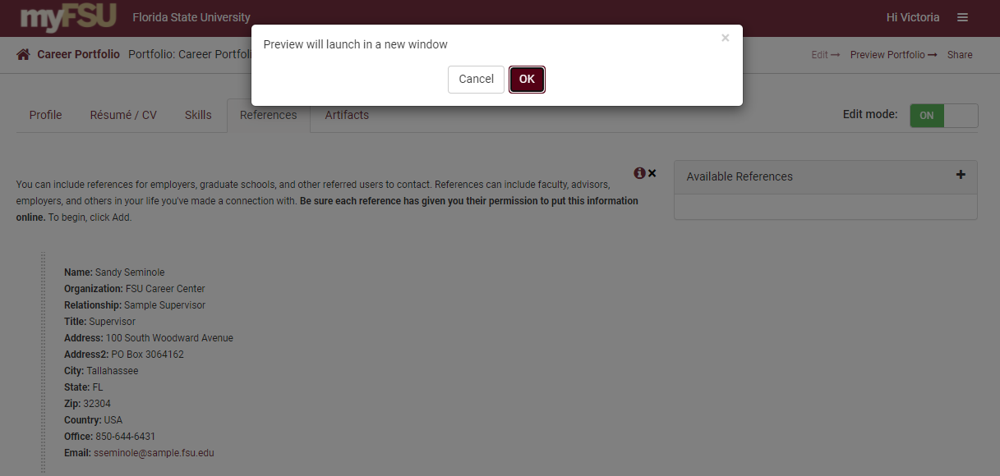 myFSU Florida State University Hi Victoria
Preview will launch in a new window ×
Cancel OK
Career Portfolio Portfolio: Career Portfoli Edit Preview Portfolio Share
Profile Résumé / CV Skills References Artifacts Edit mode: ON
You can include references for employers, graduate schools, and other referred users to contact. References can include faculty, advisors,
employers, and others in your life you've made a connection with. Be sure each reference has given you their permission to put this information
online. To begin, click Add.
Available References
Name: Sandy Seminole
Organization: FSU Career Center
Relationship: Sample Supervisor
Title: Supervisor
Address: 100 South Woodward Avenue
Address2: PO Box 3064162
City: Tallahassee
State: FL
Zip: 32304
Country: USA
Office: 850-644-6431
Email: sseminole@sample.fsu.edu